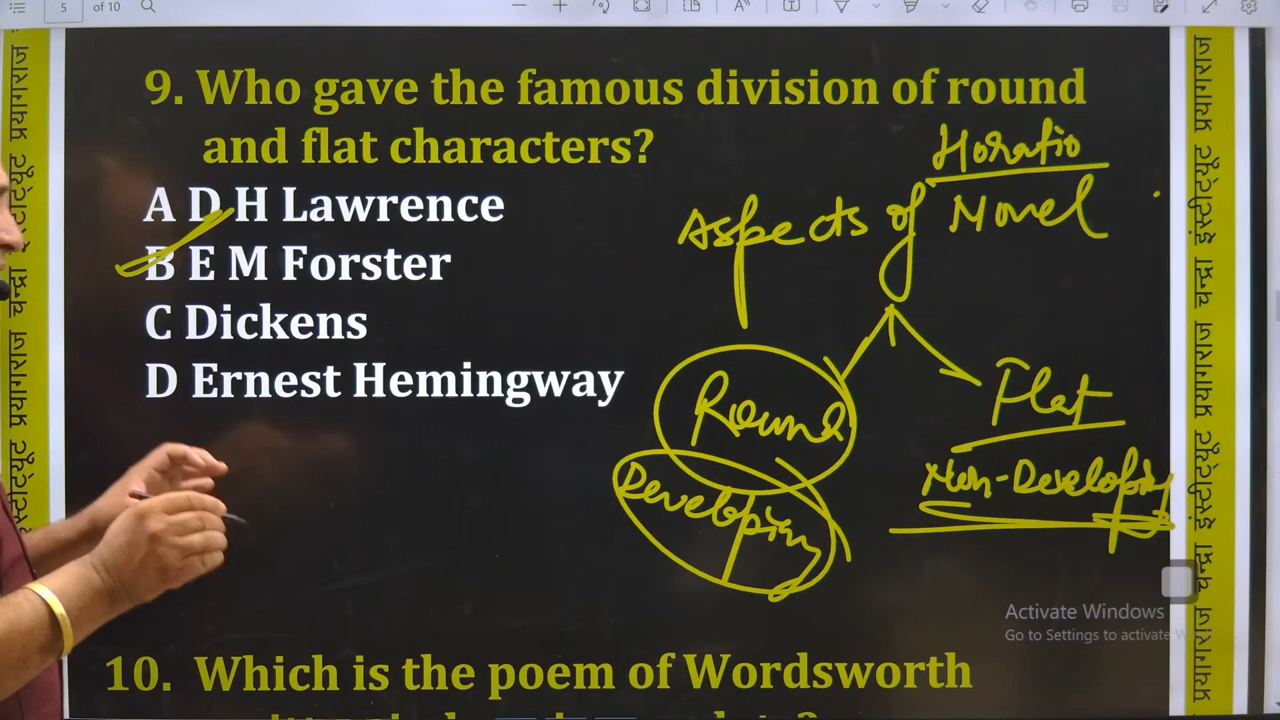 5 of 10
9. Who gave the famous division of round
and flat characters?
A D H Lawrence
B E M Forster
C Dickens
D Ernest Hemingway
Horatio
Aspects of Novel
Round
Flat
Developing
Non-Developing
Activate Windows
Go to Settings to activate
10. Which is the poem of Wordsworth
चन्द्रा इंस्टीट्यूट प्रयागराज
चन्द्रा इंस्टीट्यूट प्रयागराज